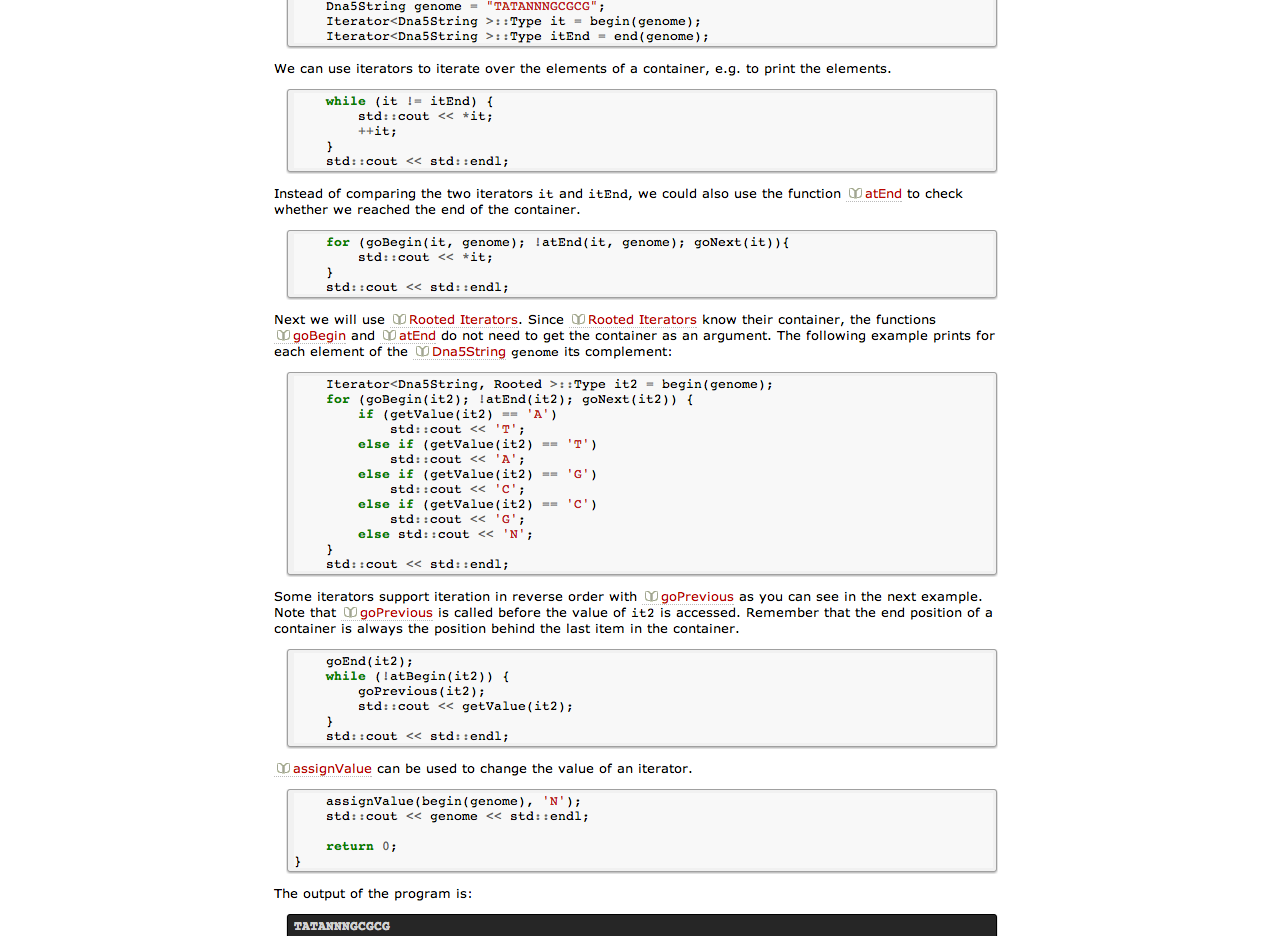 Dna5String genome = "TATANNNGCGCG";
Iterator<Dna5String >::Type it = begin(genome);
Iterator<Dna5String >::Type itEnd = end(genome);
We can use iterators to iterate over the elements of a container, e.g. to print the elements.
while (it != itEnd) {
std::cout << *it;
++it;
}
std::cout << std::endl;
Instead of comparing the two iterators it and itEnd, we could also use the function atEnd to check
whether we reached the end of the container.
for (goBegin(it, genome); !atEnd(it, genome); goNext(it)){
std::cout << *it;
}
std::cout << std::endl;
Next we will use Rooted Iterators. Since Rooted Iterators know their container, the functions
goBegin and atEnd do not need to get the container as an argument. The following example prints for
each element of the Dna5String genome its complement:
Iterator<Dna5String, Rooted >::Type it2 = begin(genome);
for (goBegin(it2); !atEnd(it2); goNext(it2)) {
if (getValue(it2) == 'A')
std::cout << 'T';
else if (getValue(it2) == 'T')
std::cout << 'A';
else if (getValue(it2) == 'G')
std::cout << 'C';
else if (getValue(it2) == 'C')
std::cout << 'G';
else std::cout << 'N';
}
std::cout << std::endl;
Some iterators support iteration in reverse order with goPrevious as you can see in the next example.
Note that goPrevious is called before the value of it2 is accessed. Remember that the end position of a
container is always the position behind the last item in the container.
goEnd(it2);
while (!atBegin(it2)) {
goPrevious(it2);
std::cout << getValue(it2);
}
std::cout << std::endl;
assignValue can be used to change the value of an iterator.
assignValue(begin(genome), 'N');
std::cout << genome << std::endl;
return 0;
}
The output of the program is:
TATANNNGCGCG